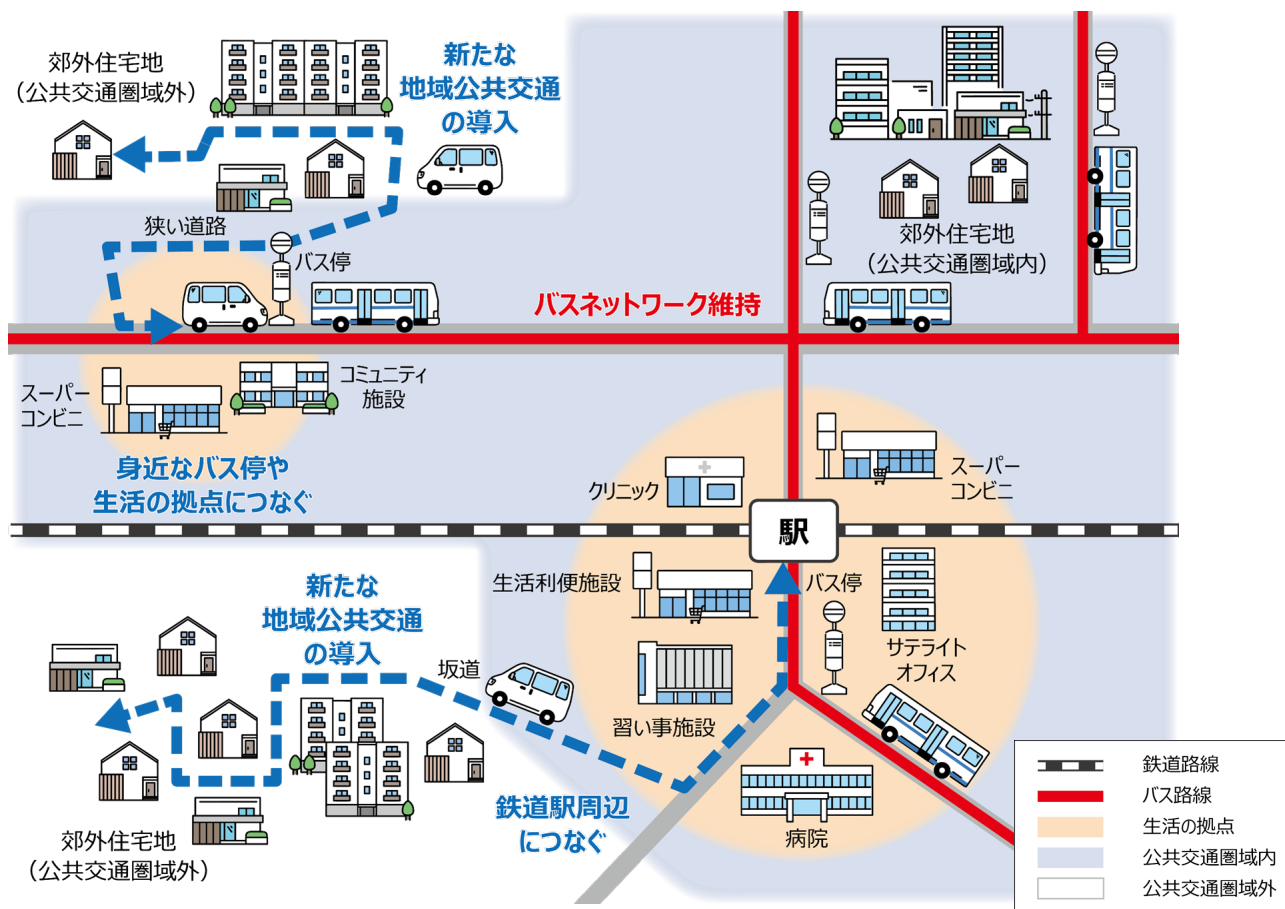 郊外住宅地
（公共交通圏域外）
新たな
地域公共交通
の導入
狭い道路
バス停
バスネットワーク維持
郊外住宅地
（公共交通圏域内）
スーパー
コンビニ
コミュニティ
施設
身近なバス停や
生活の拠点につなぐ
クリニック
スーパー
コンビニ
駅
生活利便施設
バス停
サテライト
オフィス
習い事施設
病院
新たな
地域公共交通
の導入
坂道
鉄道駅周辺
につなぐ
郊外住宅地
（公共交通圏域外）
鉄道路線
バス路線
生活の拠点
公共交通圏域内
公共交通圏域外